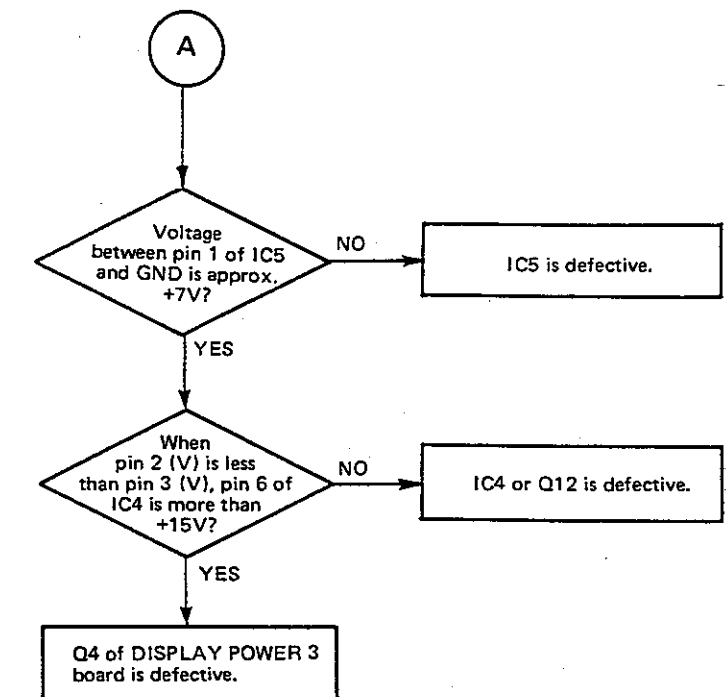 A
Voltage
between pin 1 of IC5
and GND is approx.
+7V?
NO
IC5 is defective.
YES
When
pin 2 (V) is less
than pin 3 (V), pin 6 of
IC4 is more than
+15V?
NO
IC4 or Q12 is defective.
YES
Q4 of DISPLAY POWER 3
board is defective.